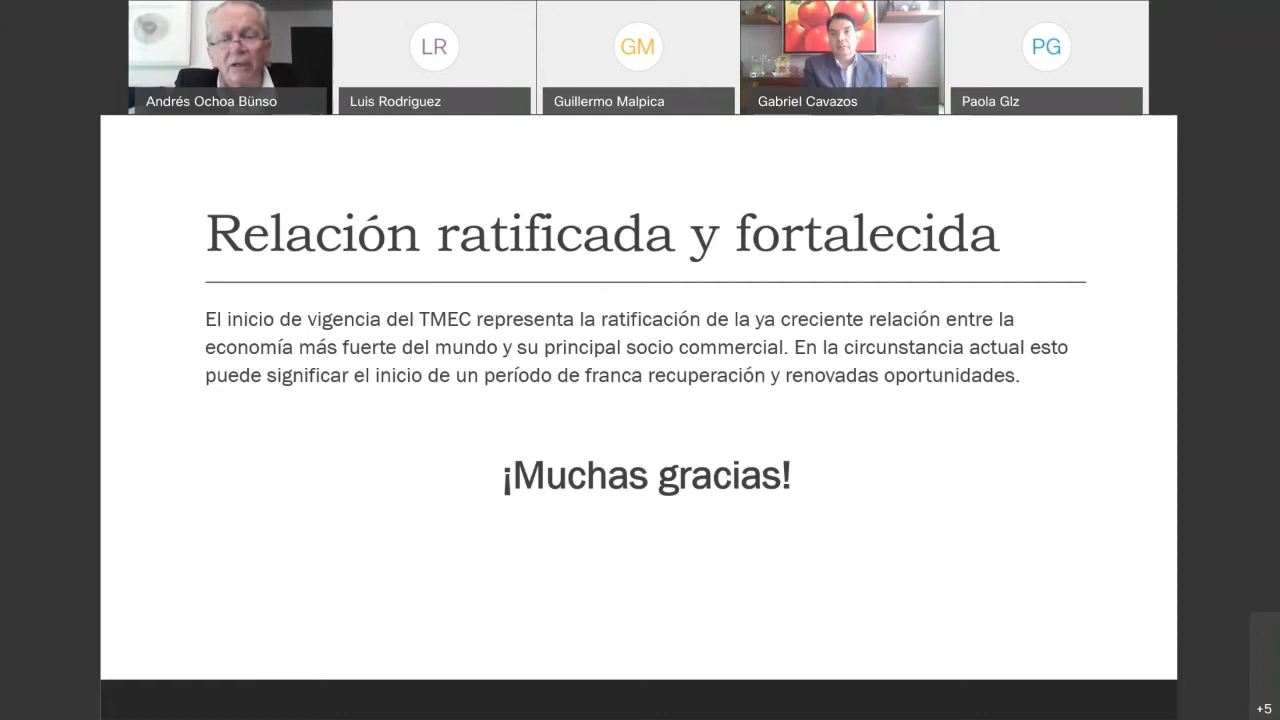 Andrés Ochoa Bünso
LR
Luis Rodriguez
GM
Guillermo Malpica
Gabriel Cavazos
PG
Paola Glz
Relación ratificada y fortalecida
El inicio de vigencia del TMEC representa la ratificación de la ya creciente relación entre la
economía más fuerte del mundo y su principal socio commercial. En la circunstancia actual esto
puede significar el inicio de un período de franca recuperación y renovadas oportunidades.
¡Muchas gracias!
+5